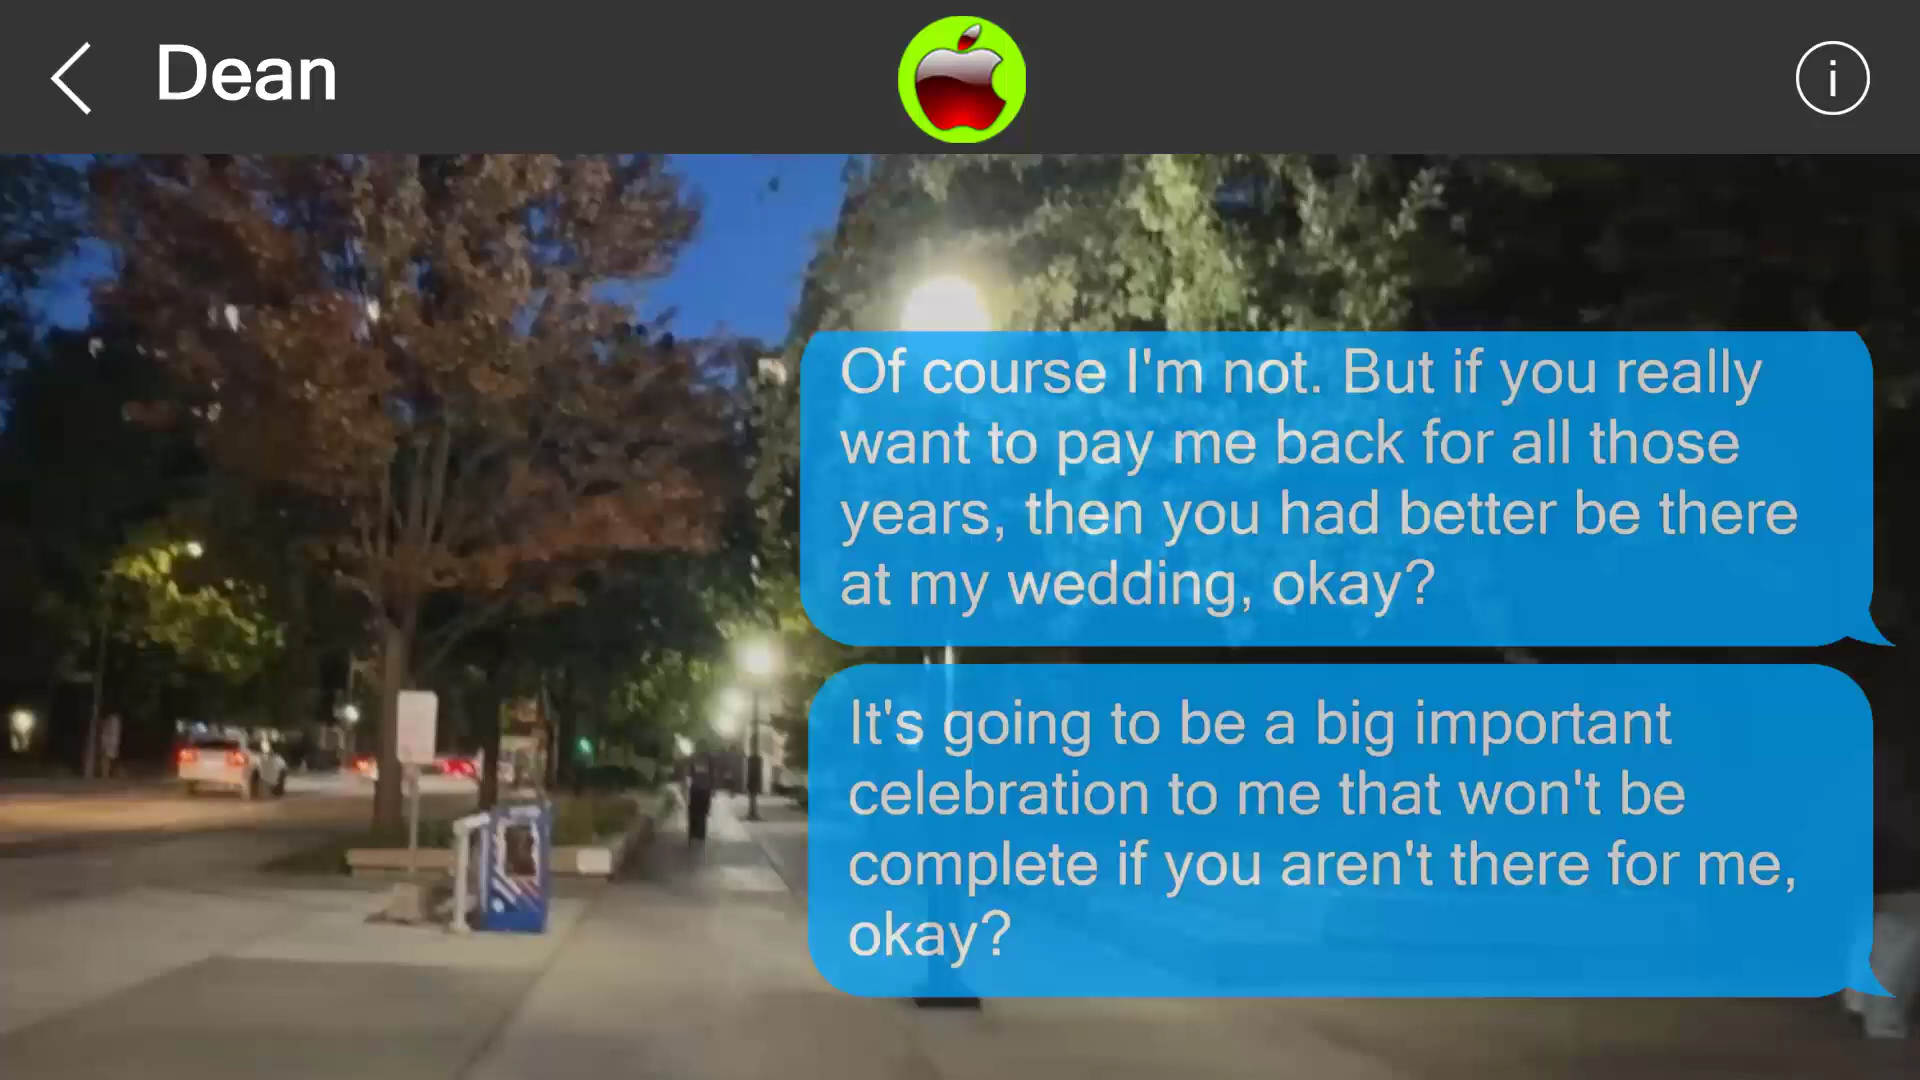 Dean
Of course I'm not. But if you really
want to pay me back for all those
years, then you had better be there
at my wedding, okay?
It's going to be a big important
celebration to me that won't be
complete if you aren't there for me,
okay?